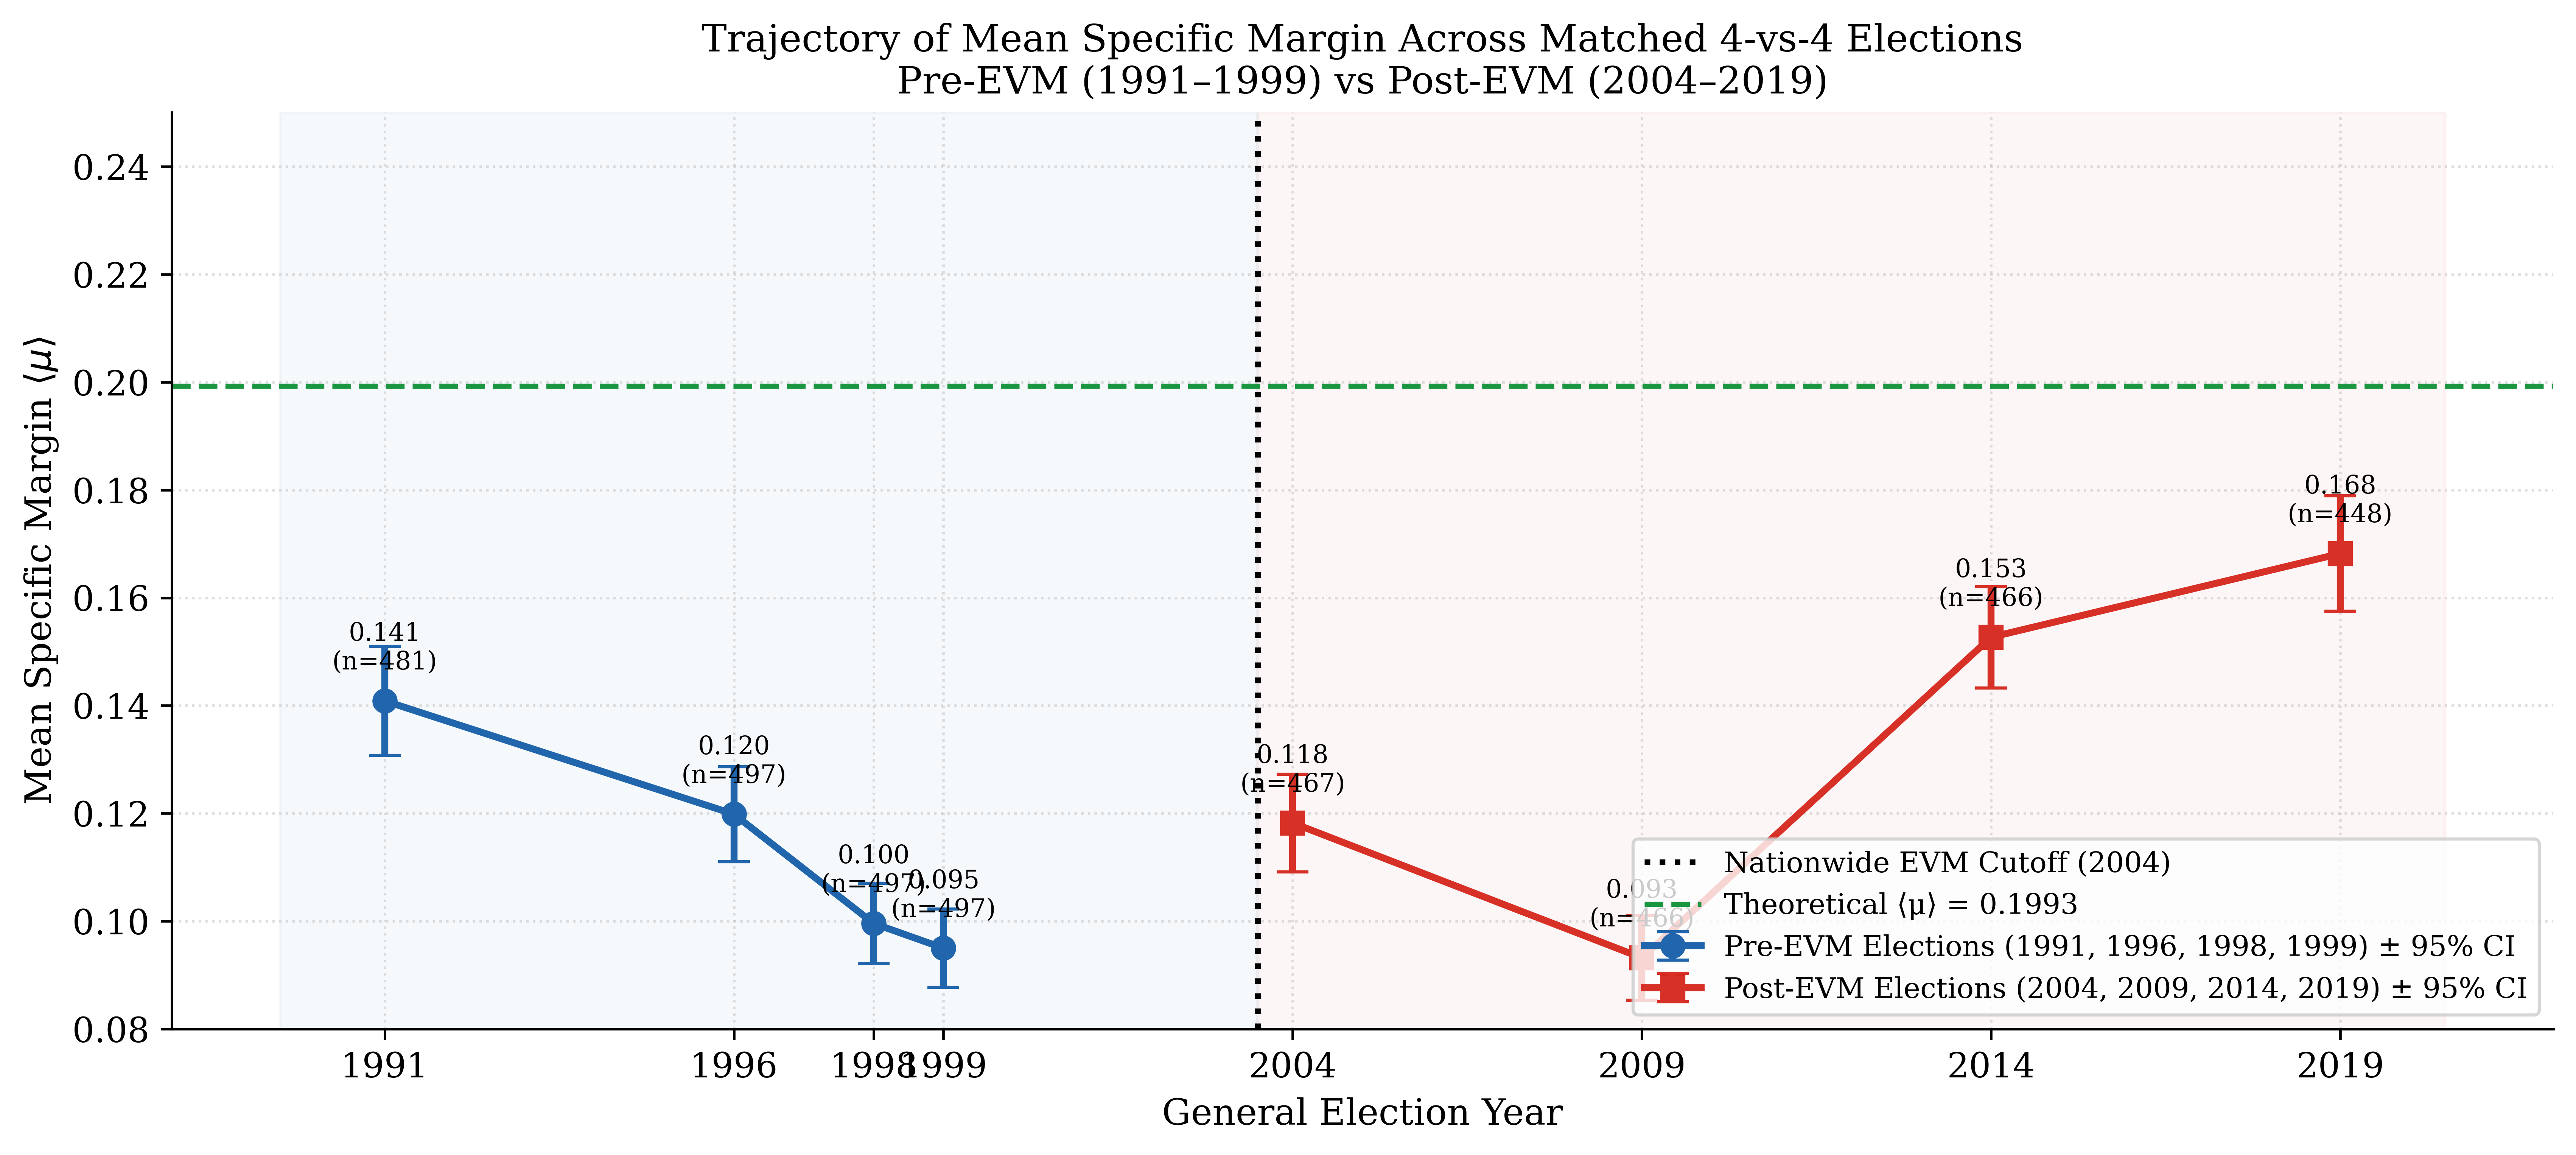 Trajectory of Mean Specific Margin Across Matched 4-vs-4 Elections
Pre-EVM (1991–1999) vs Post-EVM (2004–2019)
Mean Specific Margin ⟨μ⟩
0.24
0.22
0.20
0.18
0.16
0.14
0.12
0.10
0.08
0.141
(n=481)
0.120
(n=497)
0.100
(n=497)
0.095
(n=497)
0.118
(n=467)
0.093
(n=466)
0.153
(n=466)
0.168
(n=448)
Nationwide EVM Cutoff (2004)
Theoretical ⟨μ⟩ = 0.1993
Pre-EVM Elections (1991, 1996, 1998, 1999) ± 95% CI
Post-EVM Elections (2004, 2009, 2014, 2019) ± 95% CI
1991 1996 1998 1999 2004 2009 2014 2019
General Election Year